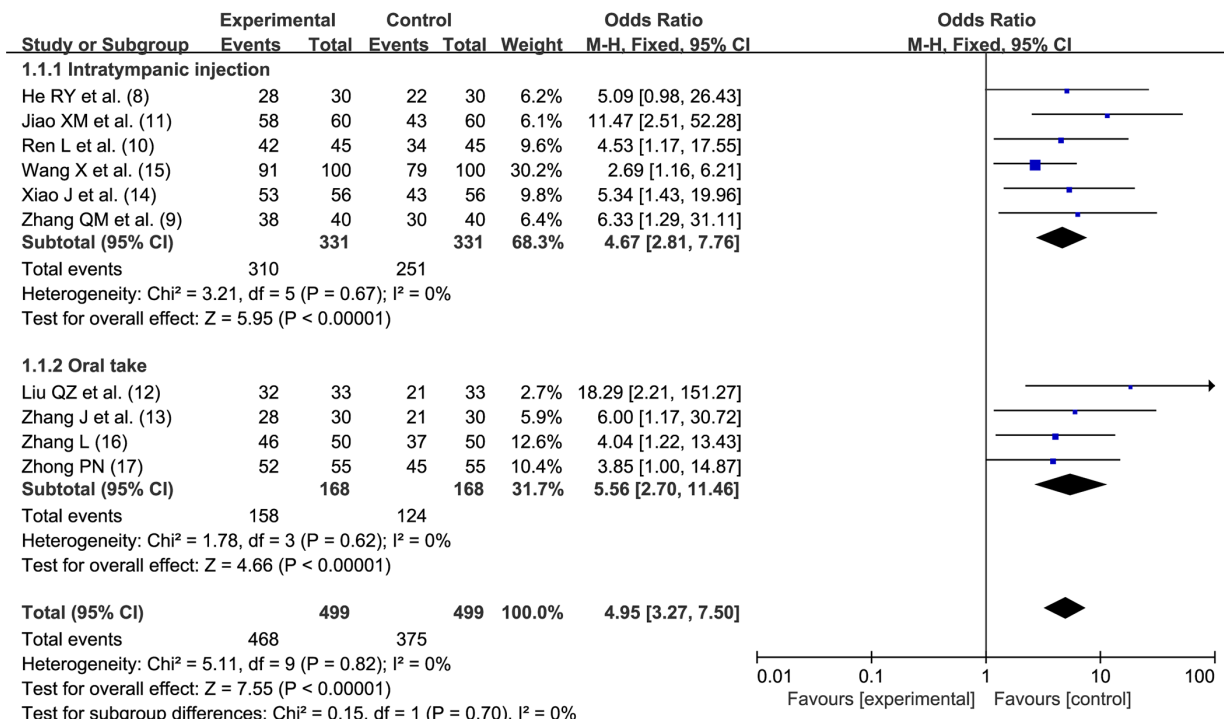 Experimental Control Odds Ratio Odds Ratio
Study or Subgroup Events Total Events Total Weight M-H, Fixed, 95% CI M-H, Fixed, 95% CI
1.1.1 Intratympanic injection
He RY et al. (8) 28 30 22 30 6.2% 5.09 [0.98, 26.43]
Jiao XM et al. (11) 58 60 43 60 6.1% 11.47 [2.51, 52.28]
Ren L et al. (10) 42 45 34 45 9.6% 4.53 [1.17, 17.55]
Wang X et al. (15) 91 100 79 100 30.2% 2.69 [1.16, 6.21]
Xiao J et al. (14) 53 56 43 56 9.8% 5.34 [1.43, 19.96]
Zhang QM et al. (9) 38 40 30 40 6.4% 6.33 [1.29, 31.11]
Subtotal (95% CI) 331 331 68.3% 4.67 [2.81, 7.76]
Total events 310 251
Heterogeneity: Chi² = 3.21, df = 5 (P = 0.67); I² = 0%
Test for overall effect: Z = 5.95 (P < 0.00001)
1.1.2 Oral take
Liu QZ et al. (12) 32 33 21 33 2.7% 18.29 [2.21, 151.27]
Zhang J et al. (13) 28 30 21 30 5.9% 6.00 [1.17, 30.72]
Zhang L (16) 46 50 37 50 12.6% 4.04 [1.22, 13.43]
Zhong PN (17) 52 55 45 55 10.4% 3.85 [1.00, 14.87]
Subtotal (95% CI) 168 168 31.7% 5.56 [2.70, 11.46]
Total events 158 124
Heterogeneity: Chi² = 1.78, df = 3 (P = 0.62); I² = 0%
Test for overall effect: Z = 4.66 (P < 0.00001)
Total (95% CI) 499 499 100.0% 4.95 [3.27, 7.50]
Total events 468 375
Heterogeneity: Chi² = 5.11, df = 9 (P = 0.82); I² = 0%
Test for overall effect: Z = 7.55 (P < 0.00001)
Test for subgroup differences: Chi² = 0.15, df = 1 (P = 0.70), I² = 0%
0.01 0.1 1 10 100
Favours [experimental] Favours [control]